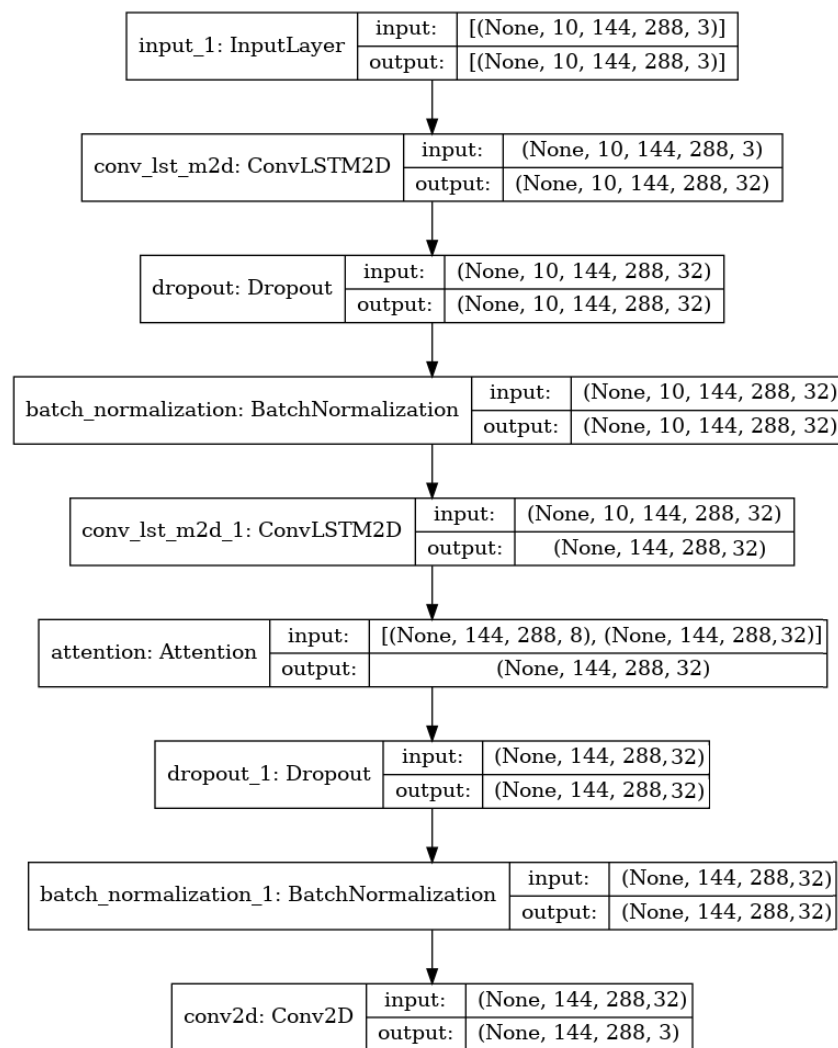 input_1: InputLayer
input: [(None, 10, 144, 288, 3)]
output: [(None, 10, 144, 288, 3)]
conv_lst_m2d: ConvLSTM2D
input: (None, 10, 144, 288, 3)
output: (None, 10, 144, 288, 32)
dropout: Dropout
input: (None, 10, 144, 288, 32)
output: (None, 10, 144, 288, 32)
batch_normalization: BatchNormalization
input: (None, 10, 144, 288, 32)
output: (None, 10, 144, 288, 32)
conv_lst_m2d_1: ConvLSTM2D
input: (None, 10, 144, 288, 32)
output: (None, 144, 288, 32)
attention: Attention
input: [(None, 144, 288, 8), (None, 144, 288, 32)]
output: (None, 144, 288, 32)
dropout_1: Dropout
input: (None, 144, 288, 32)
output: (None, 144, 288, 32)
batch_normalization_1: BatchNormalization
input: (None, 144, 288, 32)
output: (None, 144, 288, 32)
conv2d: Conv2D
input: (None, 144, 288, 32)
output: (None, 144, 288, 3)